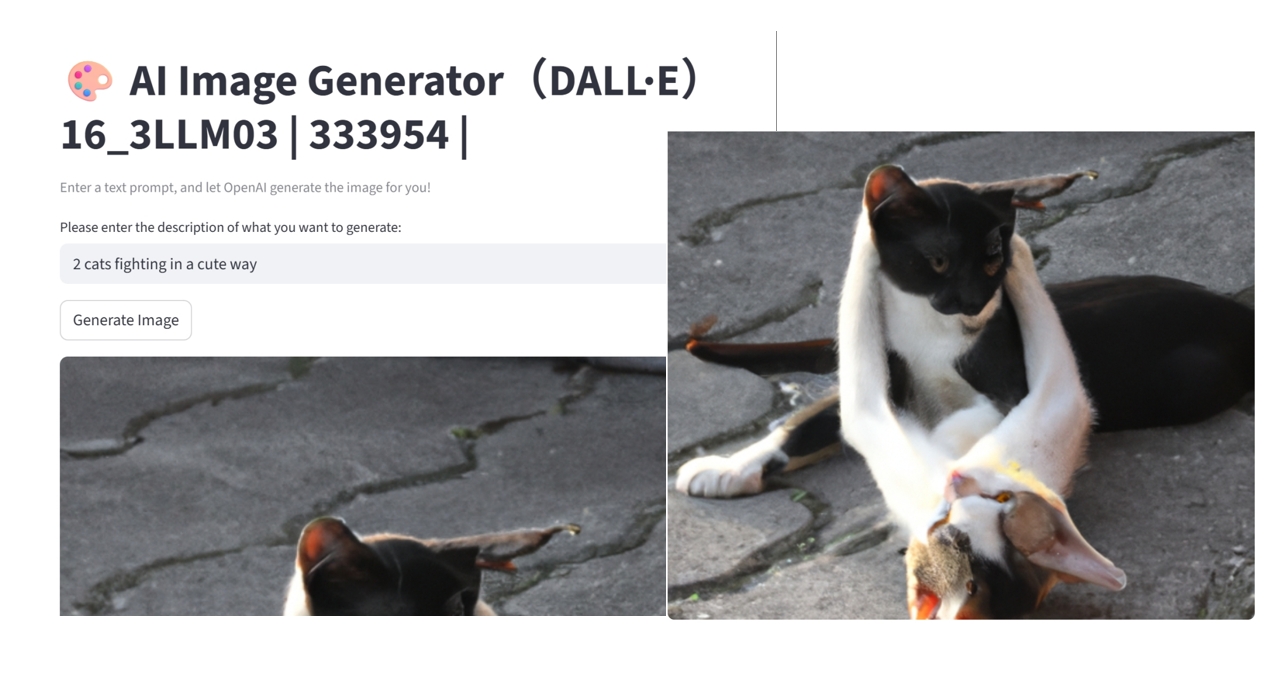 🎨 AI Image Generator（DALL·E）
16_3LLM03 | 333954 |
Enter a text prompt, and let OpenAI generate the image for you!
Please enter the description of what you want to generate:
2 cats fighting in a cute way
Generate Image